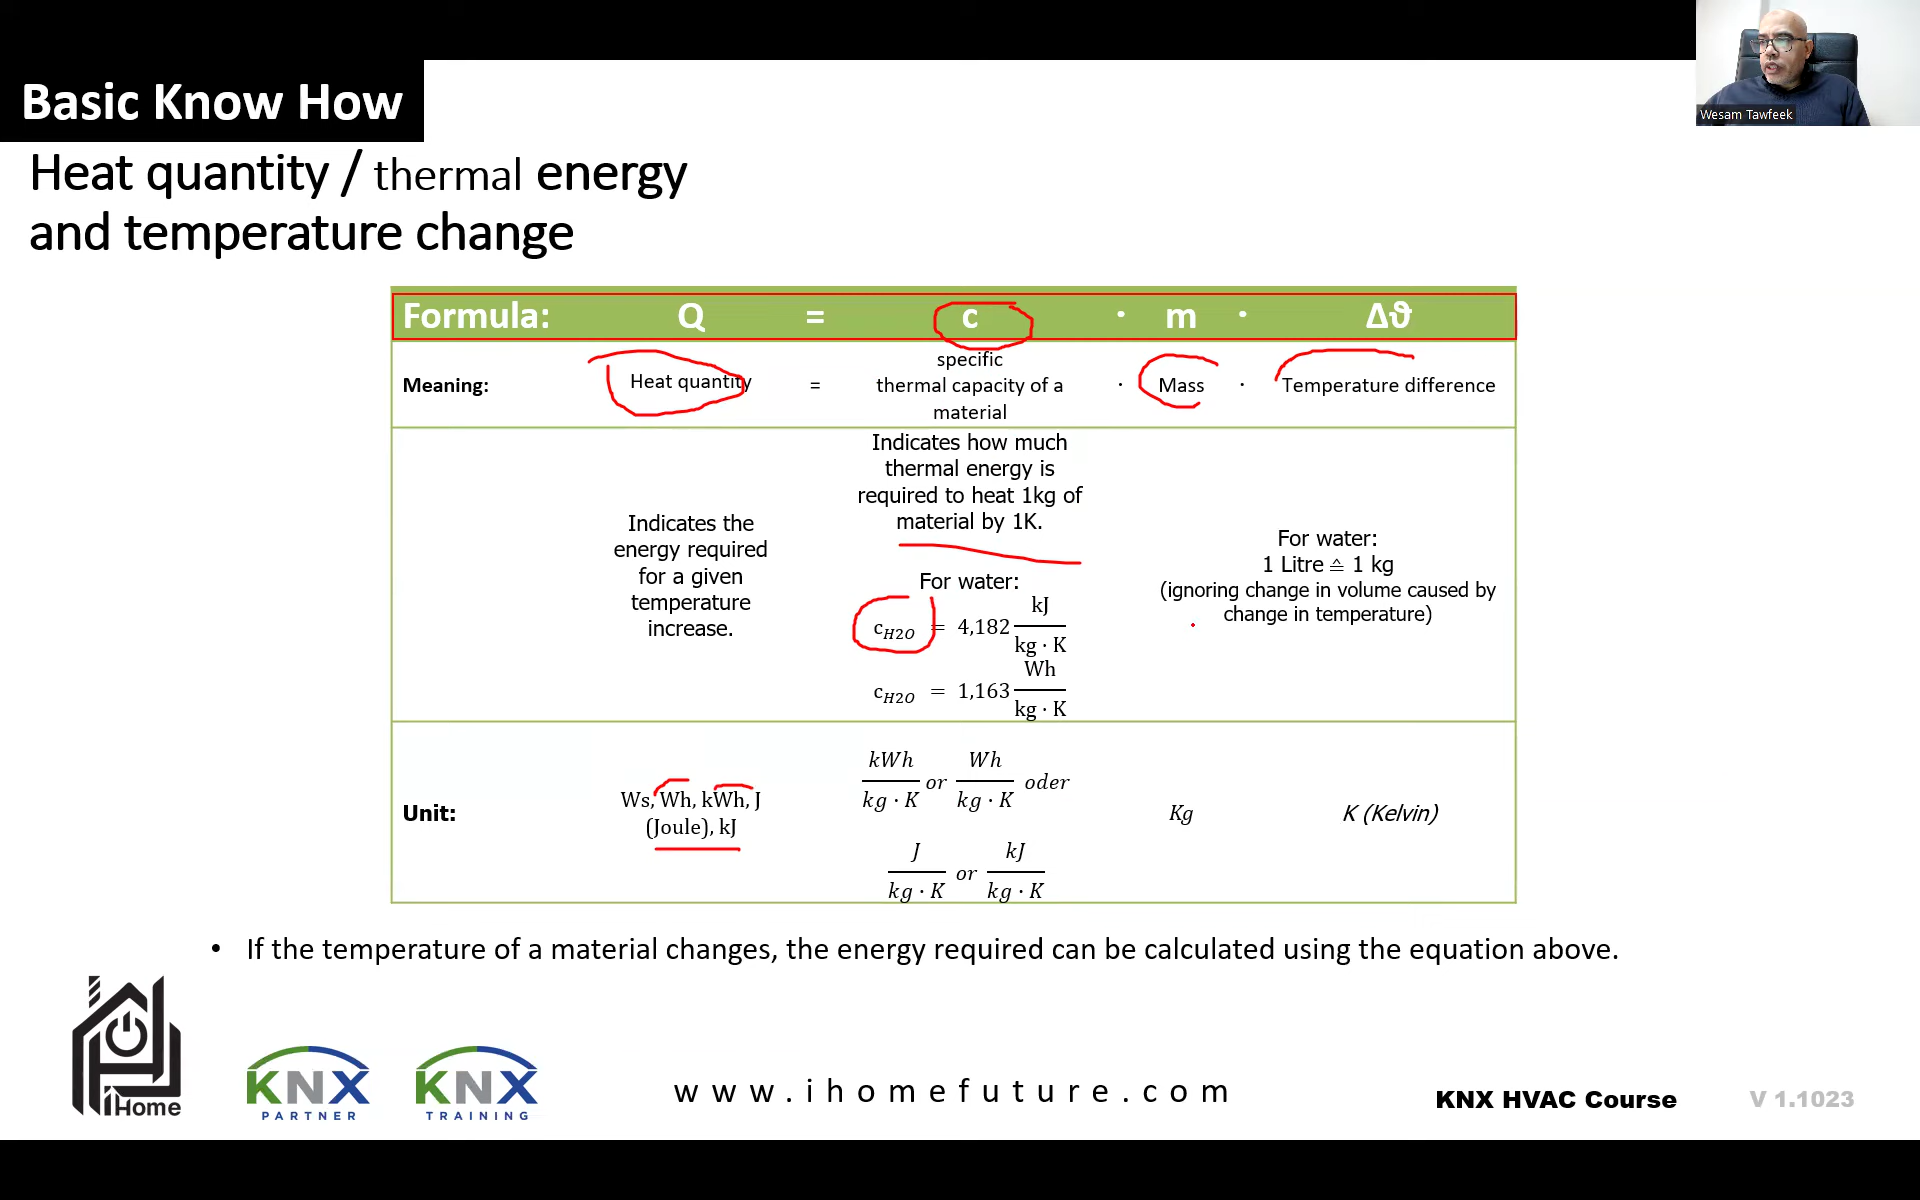 Wesam Tawfeek
Basic Know How
Heat quantity / thermal energy
and temperature change
Formula: Q = c · m · Δϑ
Meaning: Heat quantity = specific thermal capacity of a material · Mass · Temperature difference
Indicates the
energy required
for a given
temperature
increase.
Indicates how much
thermal energy is
required to heat 1kg of
material by 1K.
For water:
c_H2O = 4,182 kJ / kg · K
c_H2O = 1,163 Wh / kg · K
For water:
1 Litre ≙ 1 kg
(ignoring change in volume caused by
change in temperature)
Unit:
Ws, Wh, kWh, J
(Joule), kJ
kWh / kg · K or Wh / kg · K oder
J / kg · K or kJ / kg · K
Kg
K (Kelvin)
• If the temperature of a material changes, the energy required can be calculated using the equation above.
iHome
KNX
PARTNER
KNX
TRAINING
www.ihomefuture.com
KNX HVAC Course
V 1.1023